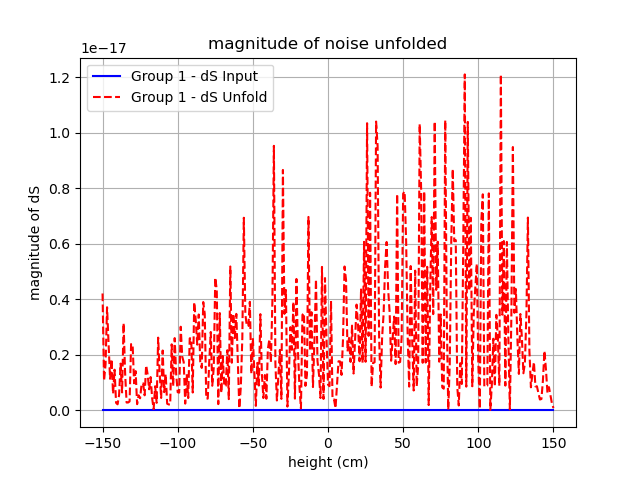 magnitude of noise unfolded
1e−17
Group 1 - dS Input
Group 1 - dS Unfold
1.2
1.0
0.8
0.6
0.4
0.2
0.0
magnitude of dS
−150 −100 −50 0 50 100 150
height (cm)